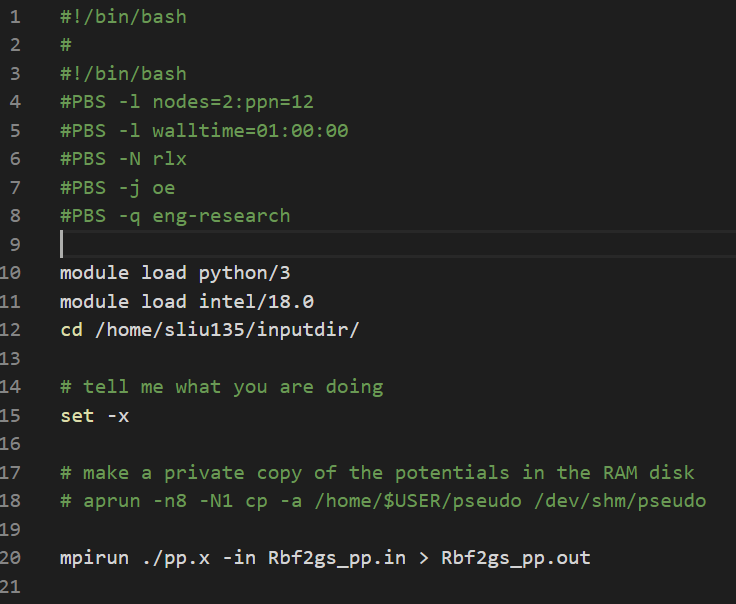 1 #!/bin/bash
2 #
3 #!/bin/bash
4 #PBS -l nodes=2:ppn=12
5 #PBS -l walltime=01:00:00
6 #PBS -N rlx
7 #PBS -j oe
8 #PBS -q eng-research
9
10 module load python/3
11 module load intel/18.0
12 cd /home/sliu135/inputdir/
13
14 # tell me what you are doing
15 set -x
16
17 # make a private copy of the potentials in the RAM disk
18 # aprun -n8 -N1 cp -a /home/$USER/pseudo /dev/shm/pseudo
19
20 mpirun ./pp.x -in Rbf2gs_pp.in > Rbf2gs_pp.out
21